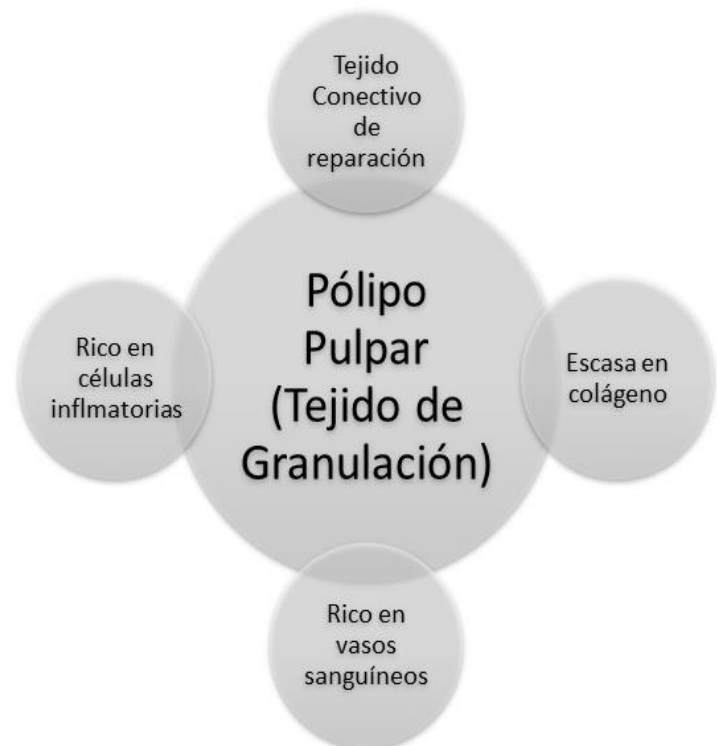 Tejido
Conectivo
de
reparación
Pólipo
Pulpar
(Tejido de
Granulación)
Rico en
células
inflmatorias
Escasa en
colágeno
Rico en
vasos
sanguíneos